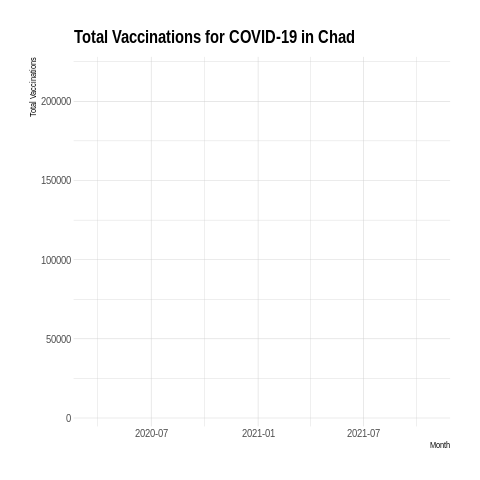 Total Vaccinations for COVID-19 in Chad
Total Vaccinations
200000
150000
100000
50000
0
2020-07 2021-01 2021-07
Month